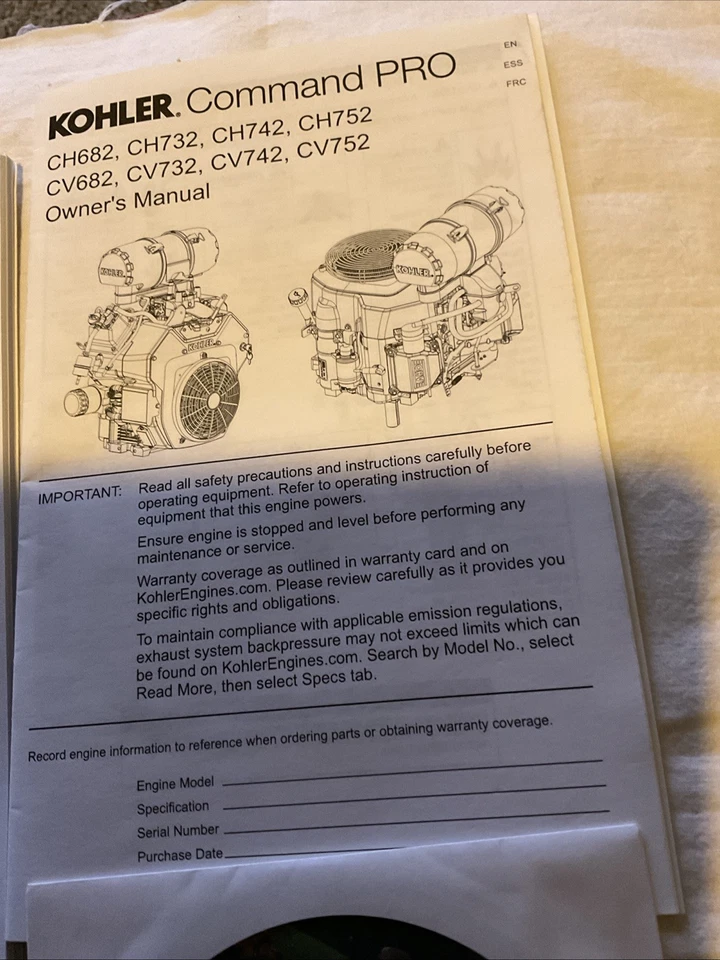 EN
ESS
FRC
KOHLER. Command PRO
CH682, CH732, CH742, CH752
CV682, CV732, CV742, CV752
Owner's Manual
KOHLER
KOHLER
KOHLER
IMPORTANT: Read all safety precautions and instructions carefully before
operating equipment. Refer to operating instruction of
equipment that this engine powers.
Ensure engine is stopped and level before performing any
maintenance or service.
Warranty coverage as outlined in warranty card and on
KohlerEngines.com. Please review carefully as it provides you
specific rights and obligations.
To maintain compliance with applicable emission regulations,
exhaust system backpressure may not exceed limits which can
be found on KohlerEngines.com. Search by Model No., select
Read More, then select Specs tab.
Record engine information to reference when ordering parts or obtaining warranty coverage.
Engine Model
Specification
Serial Number
Purchase Date